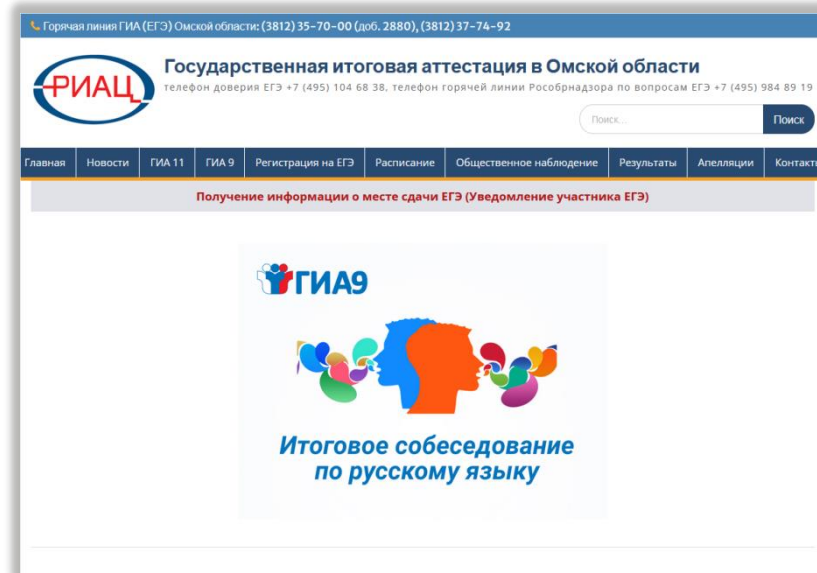 Горячая линия ГИА (ЕГЭ) Омской области: (3812) 35-70-00 (доб. 2880), (3812) 37-74-92
РИАЦ
Государственная итоговая аттестация в Омской области
телефон доверия ЕГЭ +7 (495) 104 68 38, телефон горячей линии Рособрнадзора по вопросам ЕГЭ +7 (495) 984 89 19
Поиск... Поиск
Главная Новости ГИА 11 ГИА 9 Регистрация на ЕГЭ Расписание Общественное наблюдение Результаты Апелляции Контакты
Получение информации о месте сдачи ЕГЭ (Уведомление участника ЕГЭ)
ГИА9
Итоговое собеседование
по русскому языку